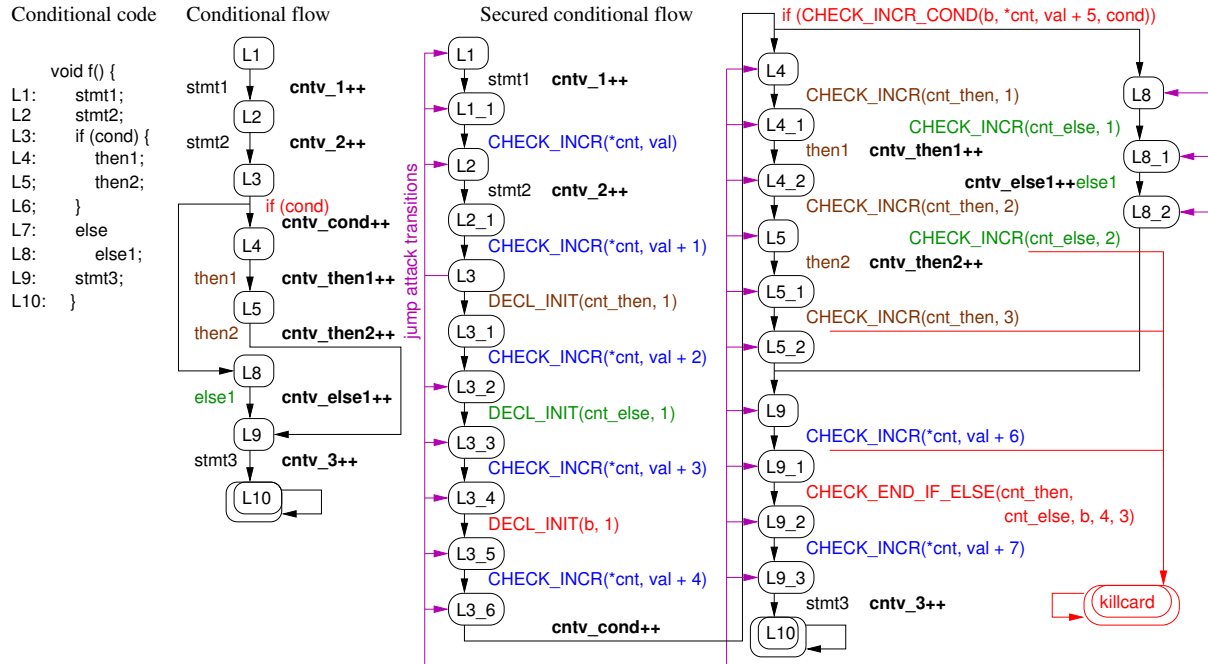 Conditional code
void f() {
L1: stmt1;
L2 stmt2;
L3: if (cond) {
L4: then1;
L5; then2;
L6; }
L7: else
L8: else1;
L9: stmt3;
L10: }
Conditional flow
L1
stmt1 cntv_1++
L2
stmt2 cntv_2++
L3
if (cond)
cntv_cond++
L4
then1 cntv_then1++
L5
then2 cntv_then2++
L8
else1 cntv_else1++
L9
stmt3 cntv_3++
L10
Secured conditional flow
jump attack transitions
L1
stmt1 cntv_1++
L1_1
CHECK_INCR(*cnt, val)
L2
stmt2 cntv_2++
L2_1
CHECK_INCR(*cnt, val + 1)
L3
DECL_INIT(cnt_then, 1)
L3_1
CHECK_INCR(*cnt, val + 2)
L3_2
DECL_INIT(cnt_else, 1)
L3_3
CHECK_INCR(*cnt, val + 3)
L3_4
DECL_INIT(b, 1)
L3_5
CHECK_INCR(*cnt, val + 4)
L3_6
cntv_cond++
if (CHECK_INCR_COND(b, *cnt, val + 5, cond))
L4
CHECK_INCR(cnt_then, 1)
L4_1
then1 cntv_then1++
L4_2
CHECK_INCR(cnt_then, 2)
L5
then2 cntv_then2++
L5_1
CHECK_INCR(cnt_then, 3)
L5_2
L8
CHECK_INCR(cnt_else, 1)
L8_1
cntv_else1++else1
L8_2
CHECK_INCR(cnt_else, 2)
L9
CHECK_INCR(*cnt, val + 6)
L9_1
CHECK_END_IF_ELSE(cnt_then,
cnt_else, b, 4, 3)
L9_2
CHECK_INCR(*cnt, val + 7)
L9_3
stmt3 cntv_3++
L10
killcard